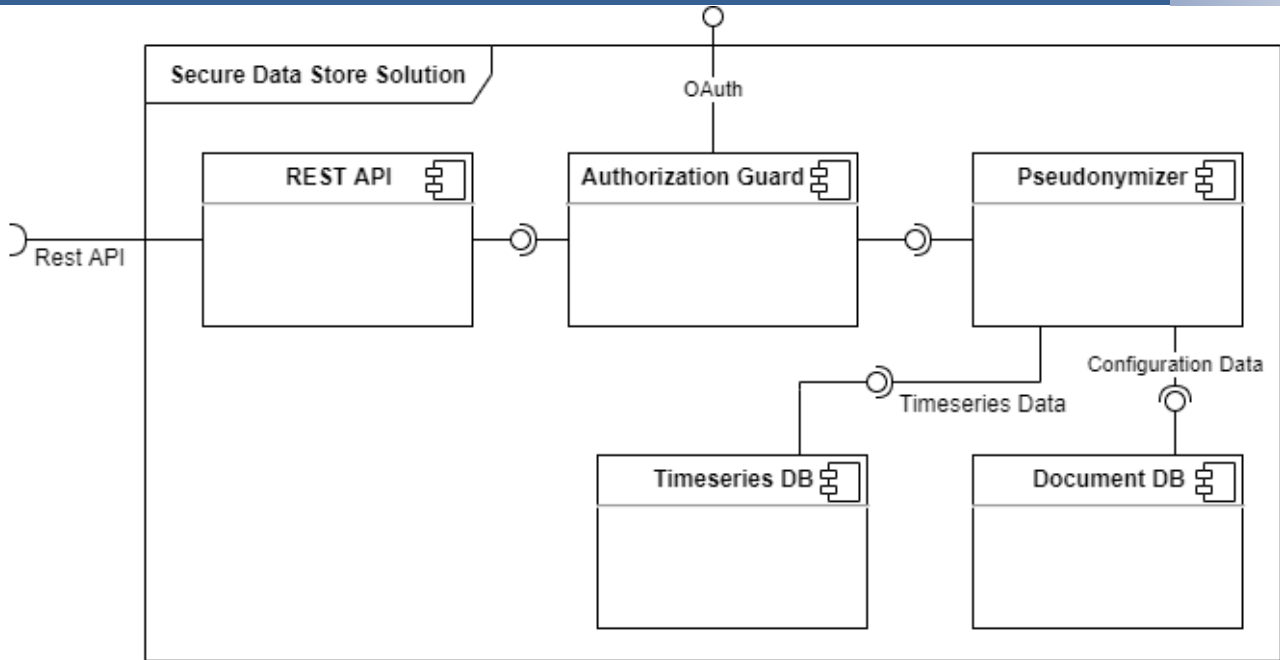 Secure Data Store Solution
OAuth
REST API
Authorization Guard
Pseudonymizer
Rest API
Configuration Data
Timeseries Data
Timeseries DB
Document DB